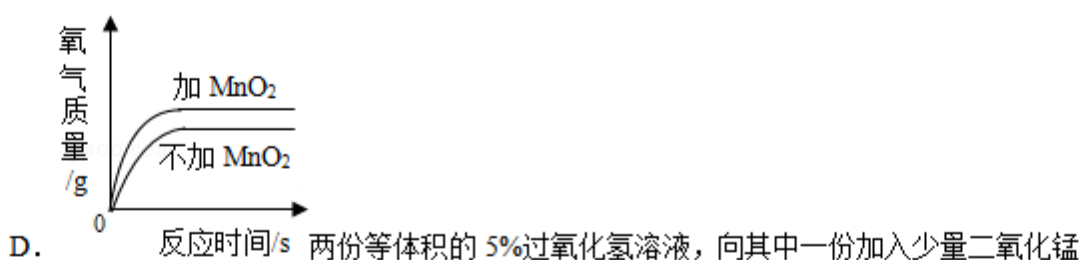 氧气质量/g
加 MnO₂
不加 MnO₂
0
反应时间/s
D. 两份等体积的 5%过氧化氢溶液，向其中一份加入少量二氧化锰